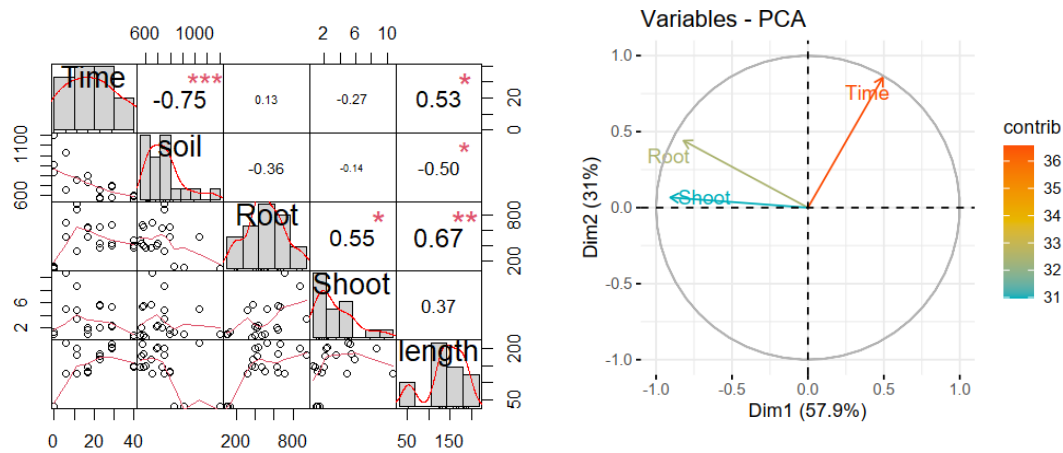 600 1000
2 6 10
Time
-0.75
***
0.13
-0.27
0.53
*
0 20
600 1100
soil
-0.36
-0.14
-0.50
*
Root
0.55
*
0.67
**
200 800
2 6
Shoot
0.37
length
50 200
0 20 40
200 800
50 150
Variables - PCA
1.0
0.5
0.0
-0.5
-1.0
Dim2 (31%)
Time
Root
Shoot
-1.0 -0.5 0.0 0.5 1.0
Dim1 (57.9%)
contrib
36
35
34
33
32
31